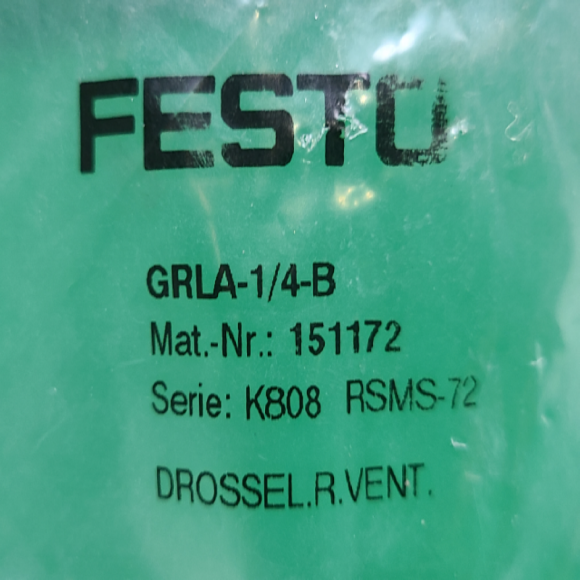 FESTO
GRLA-1/4-B
Mat.-Nr.: 151172
Serie: K808 RSMS-72
DROSSEL.R.VENT.